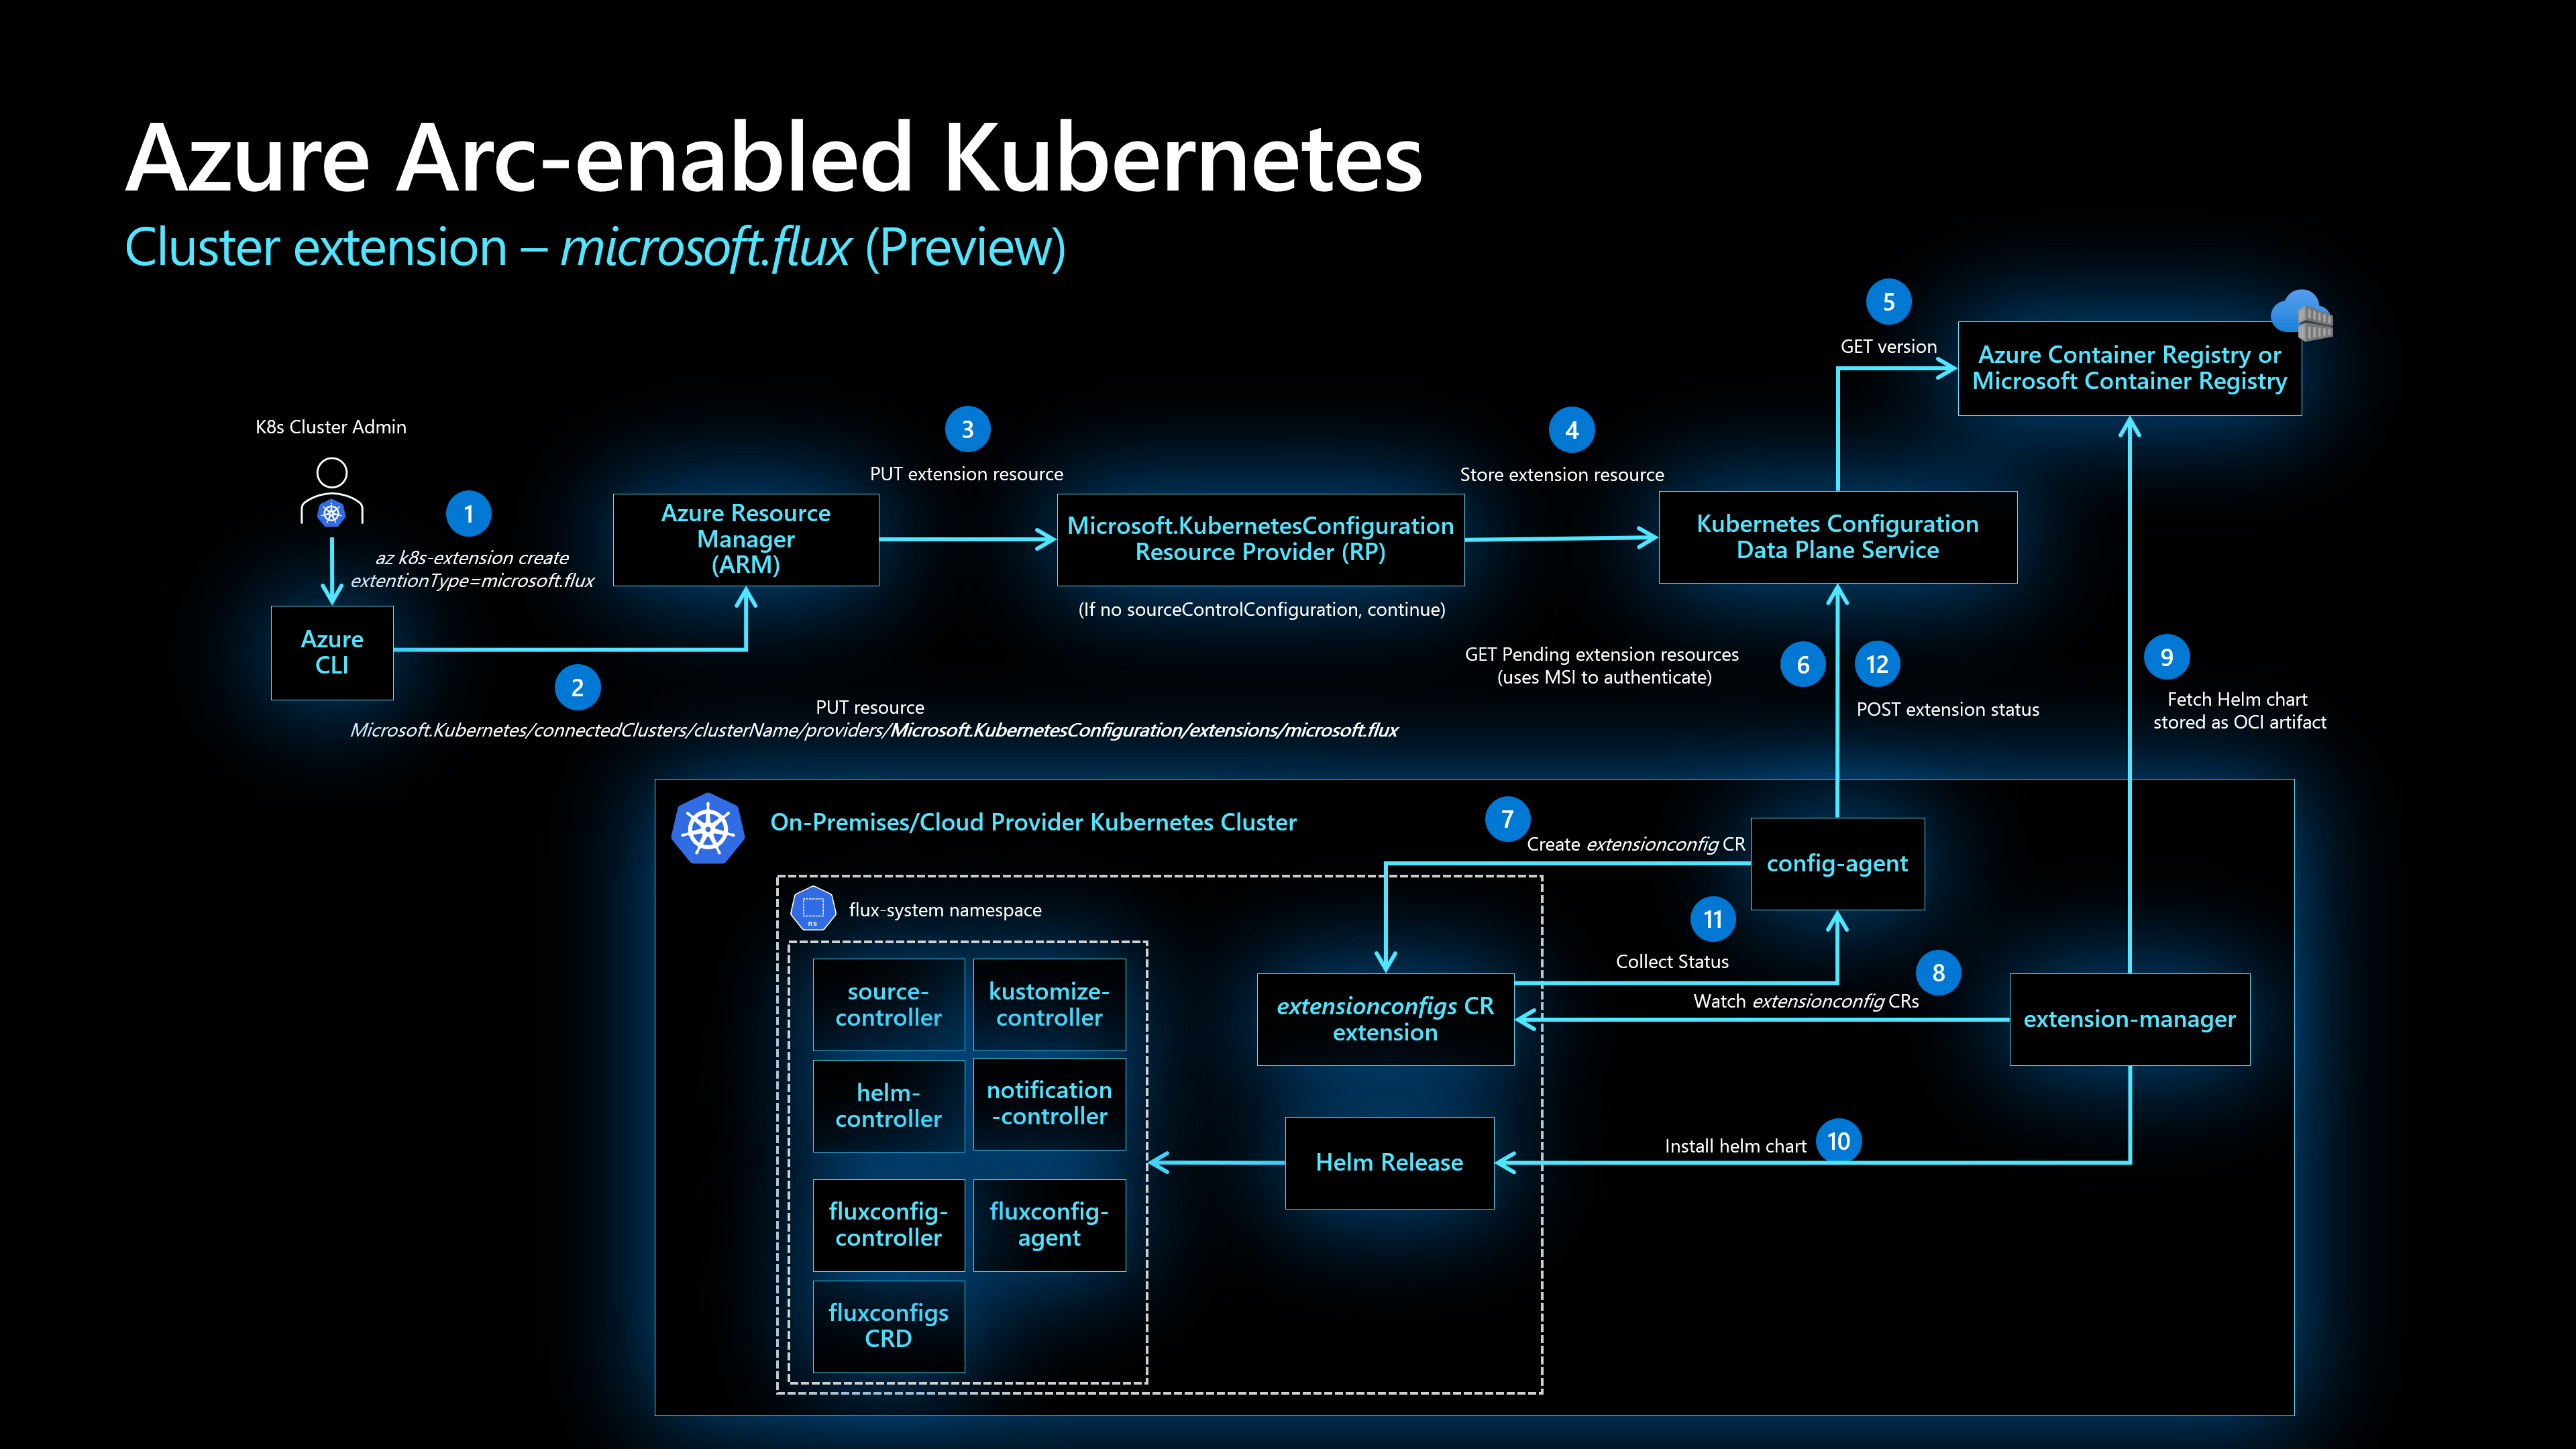 Azure Arc-enabled Kubernetes
Cluster extension – microsoft.flux (Preview)
5
GET version
Azure Container Registry or
Microsoft Container Registry
K8s Cluster Admin
1
az k8s-extension create
extentionType=microsoft.flux
Azure
CLI
2
PUT resource
Microsoft.Kubernetes/connectedClusters/clusterName/providers/Microsoft.KubernetesConfiguration/extensions/microsoft.flux
Azure Resource
Manager
(ARM)
3
PUT extension resource
Microsoft.KubernetesConfiguration
Resource Provider (RP)
(If no sourceControlConfiguration, continue)
4
Store extension resource
Kubernetes Configuration
Data Plane Service
GET Pending extension resources
(uses MSI to authenticate)
6
12
POST extension status
9
Fetch Helm chart
stored as OCI artifact
On-Premises/Cloud Provider Kubernetes Cluster
7
Create extensionconfig CR
config-agent
ns
flux-system namespace
11
Collect Status
8
Watch extensionconfig CRs
extension-manager
extensionconfigs CR
extension
source-
controller
kustomize-
controller
helm-
controller
notification
-controller
Helm Release
Install helm chart
10
fluxconfig-
controller
fluxconfig-
agent
fluxconfigs
CRD